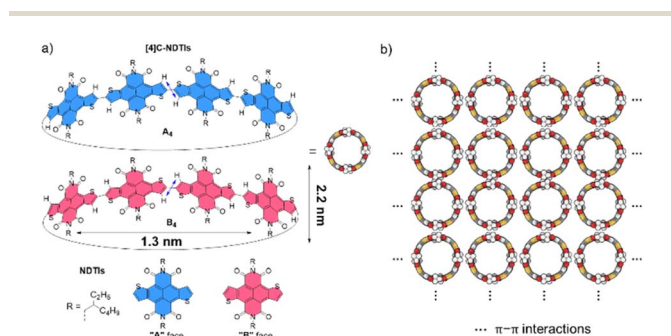 a)
[4]C-NDTIs
A₄
B₄
1.3 nm
2.2 nm
=
NDTIs
R =
C₂H₅
C₄H₉
"A" face
"B" face
b)
··· π−π interactions